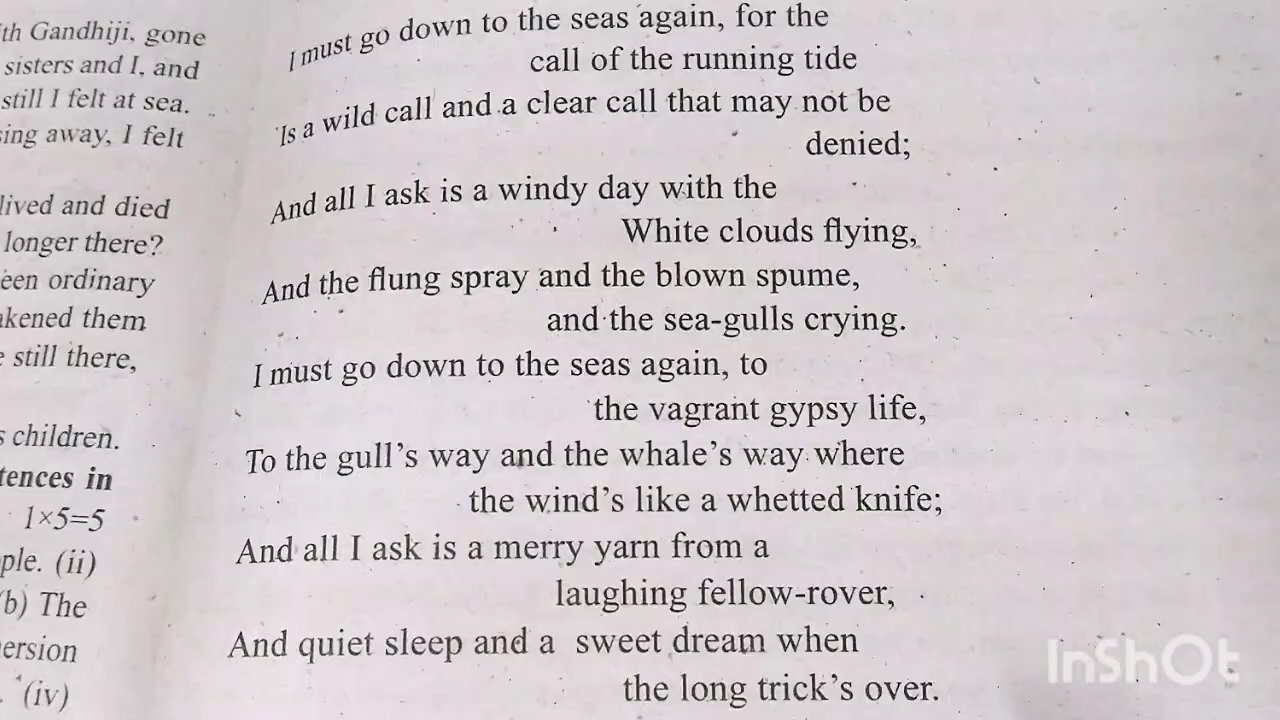 th Gandhiji, gone
sisters and I, and
still I felt at sea.
sing away, I felt
lived and died
longer there?
een ordinary
akened them
e still there,
s children.
tences in
1×5=5
ple. (ii)
(b) The
ersion
(iv)
I must go down to the seas again, for the
call of the running tide
Is a wild call and a clear call that may not be
denied;
And all I ask is a windy day with the
White clouds flying,
And the flung spray and the blown spume,
and the sea-gulls crying.
I must go down to the seas again, to
the vagrant gypsy life,
To the gull's way and the whale's way where
the wind's like a whetted knife;
And all I ask is a merry yarn from a
laughing fellow-rover,
And quiet sleep and a sweet dream when
the long trick's over.
InShOt